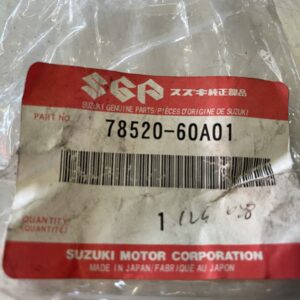 SGP スズキ純正部品
SUZUKI GENUINE PARTS/PIÈCES D'ORIGINE DE SUZUKI
PART NO.
78520-60A01
QUANTITY
QUANTITÉ
1
SUZUKI MOTOR CORPORATION
MADE IN JAPAN/FABRIQUÉ AU JAPON